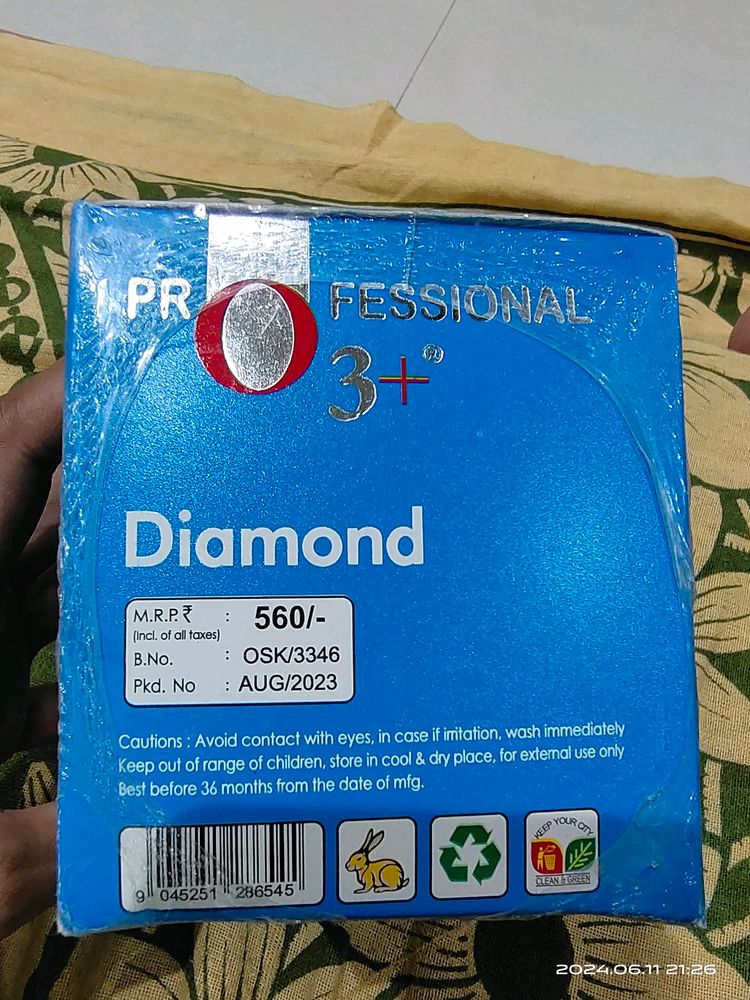 PROFESSIONAL
3+®
Diamond
M.R.P.₹ : 560/-
(Incl. of all taxes)
B.No. : OSK/3346
Pkd. No : AUG/2023
Cautions : Avoid contact with eyes, in case if irritation, wash immediately
Keep out of range of children, store in cool & dry place, for external use only
Best before 36 months from the date of mfg.
9 045251 286545
KEEP YOUR CITY
CLEAN & GREEN
2024.06.11 21:26